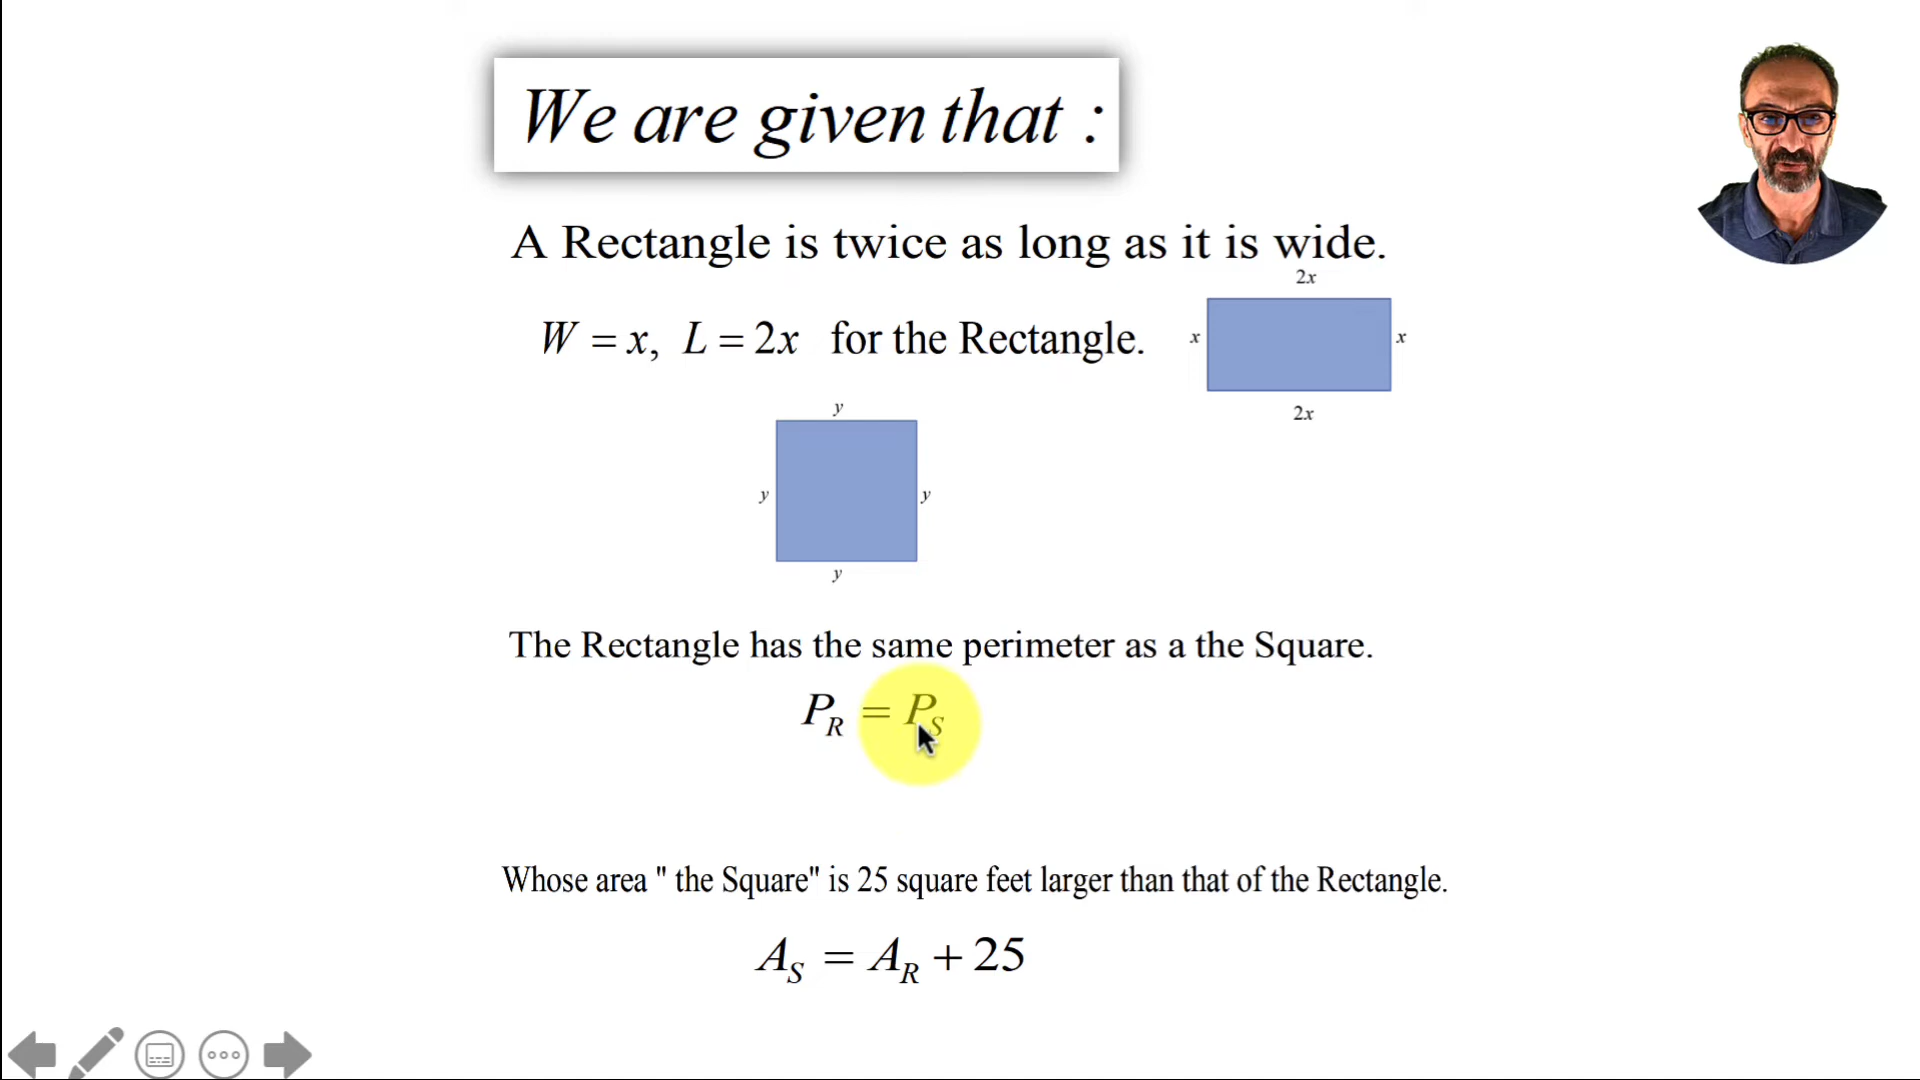 We are given that :
A Rectangle is twice as long as it is wide.
2x
W = x, L = 2x for the Rectangle.
x
x
2x
y
y
y
y
The Rectangle has the same perimeter as a the Square.
P_R = P_S
Whose area " the Square" is 25 square feet larger than that of the Rectangle.
A_S = A_R + 25